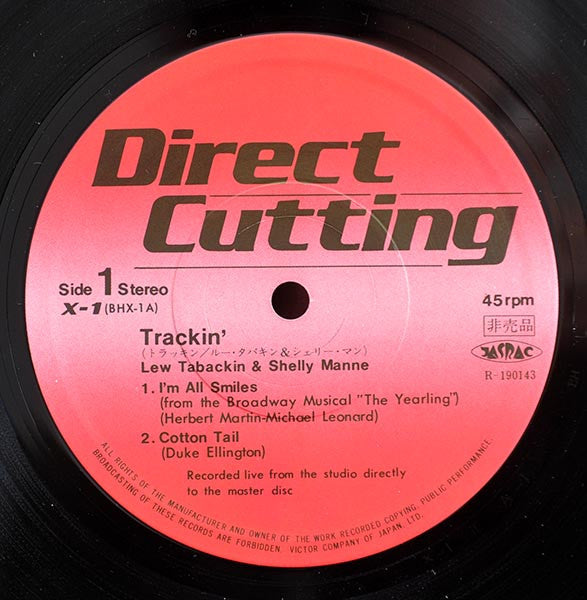 Direct
Cutting
Side 1 Stereo
X-1 (BHX-1A)
45 rpm
非売品
JASRAC
R-190143
Trackin'
(トラッキン/ルー・タバキン&シェリー・マン)
Lew Tabackin & Shelly Manne
1. I'm All Smiles
(from the Broadway Musical "The Yearling")
(Herbert Martin-Michael Leonard)
2. Cotton Tail
(Duke Ellington)
Recorded live from the studio directly
to the master disc
ALL RIGHTS OF THE MANUFACTURER AND OWNER OF THE WORK RECORDED COPYING, PUBLIC PERFORMANCE,
BROADCASTING OF THESE RECORDS ARE FORBIDDEN. VICTOR COMPANY OF JAPAN, LTD.